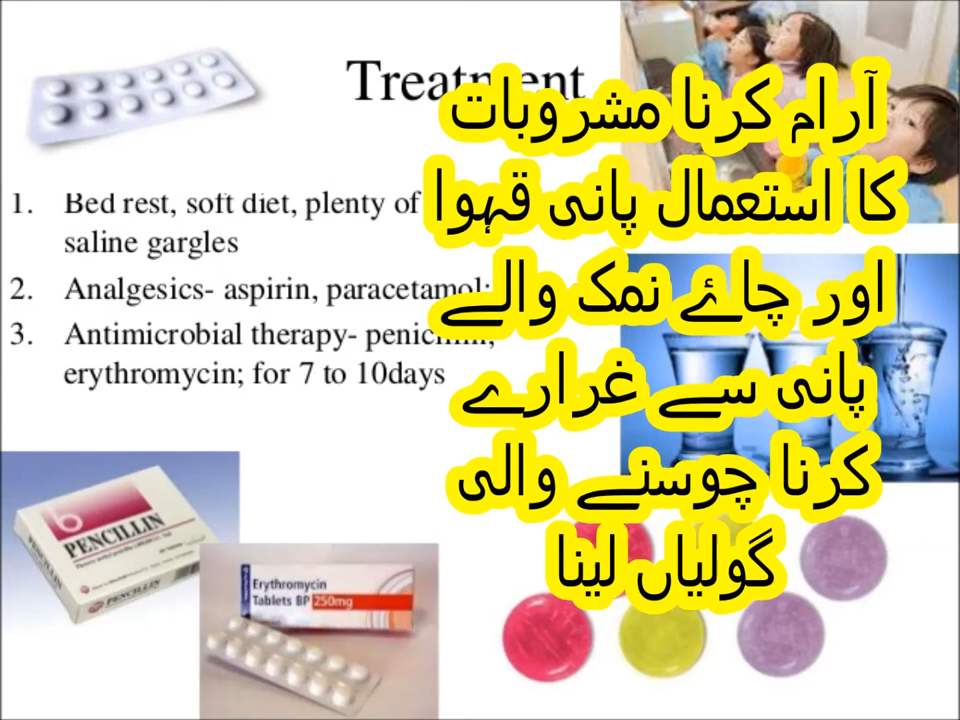 Treatment
آرام کرنا مشروبات
کا استعمال پانی قہوا
اور چاۓ نمک والے
پانی سے غرارے
کرنا چوسنے والی
گولیاں لینا
1. Bed rest, soft diet, plenty of
saline gargles
2. Analgesics- aspirin, paracetamol;
3. Antimicrobial therapy- penicillin,
erythromycin; for 7 to 10days
PENCILLIN
PENCILLIN
Erythromycin
Tablets BP 250mg